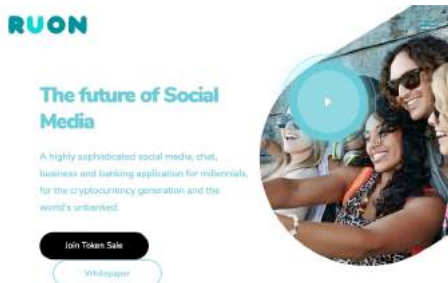 RUON
The future of Social
Media
A highly sophisticated social media, chat,
business and banking application for millennials,
for the cryptocurrency generation and the
world's unbanked.
Join Token Sale
Whitepaper